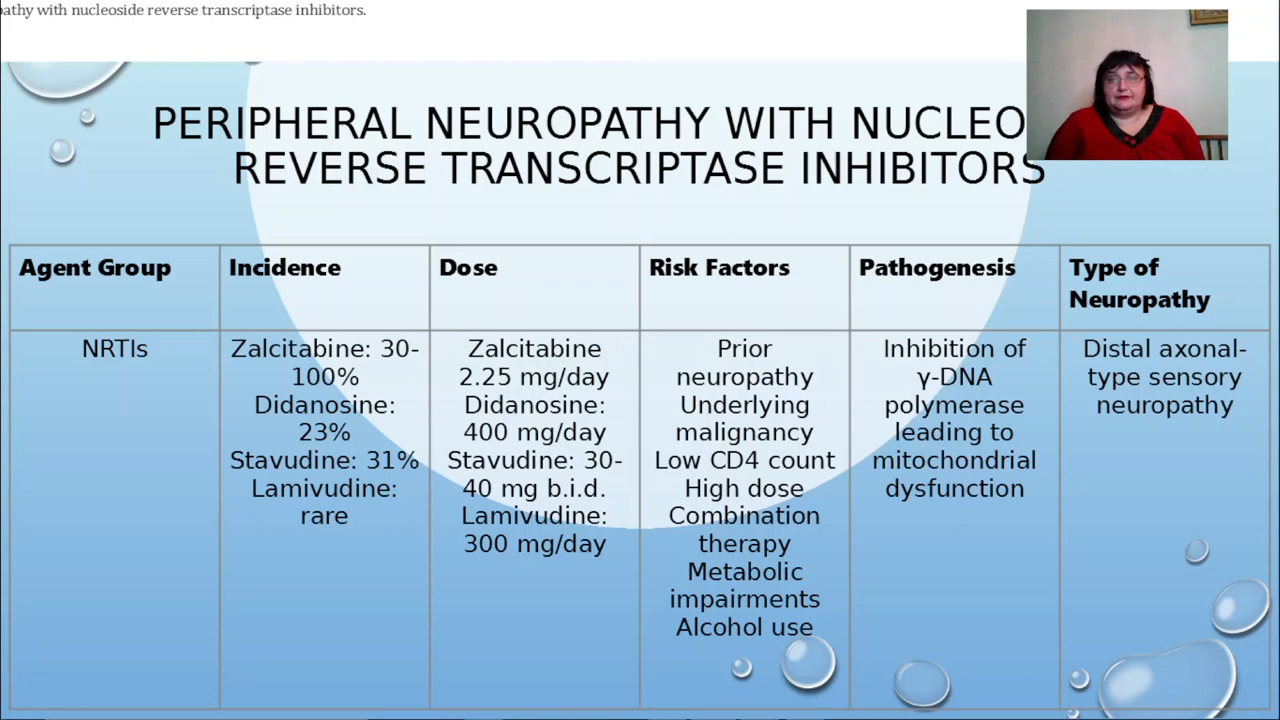 pathy with nucleoside reverse transcriptase inhibitors.
PERIPHERAL NEUROPATHY WITH NUCLEO
REVERSE TRANSCRIPTASE INHIBITORS
Agent Group
Incidence
Dose
Risk Factors
Pathogenesis
Type of
Neuropathy
NRTIs
Zalcitabine: 30-
100%
Didanosine:
23%
Stavudine: 31%
Lamivudine:
rare
Zalcitabine
2.25 mg/day
Didanosine:
400 mg/day
Stavudine: 30-
40 mg b.i.d.
Lamivudine:
300 mg/day
Prior
neuropathy
Underlying
malignancy
Low CD4 count
High dose
Combination
therapy
Metabolic
impairments
Alcohol use
Inhibition of
γ-DNA
polymerase
leading to
mitochondrial
dysfunction
Distal axonal-
type sensory
neuropathy